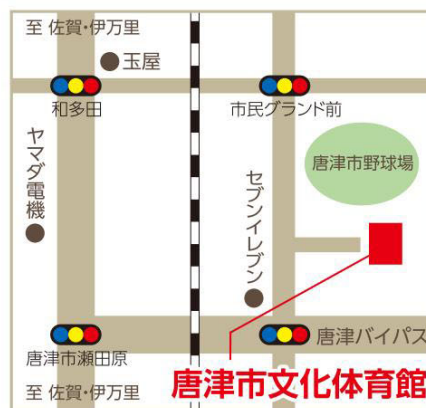 至 佐賀・伊万里
玉屋
和多田
市民グランド前
ヤマダ電機
唐津市野球場
セブンイレブン
唐津バイパス
唐津市瀬田原
至 佐賀・伊万里
唐津市文化体育館